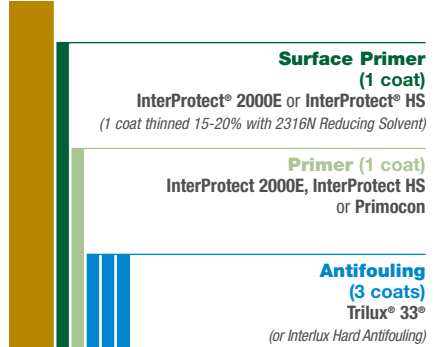 Surface Primer
(1 coat)
InterProtect® 2000E or InterProtect® HS
(1 coat thinned 15-20% with 2316N Reducing Solvent)
Primer (1 coat)
InterProtect 2000E, InterProtect HS
or Primocon
Antifouling
(3 coats)
Trilux® 33®
(or Interlux Hard Antifouling)